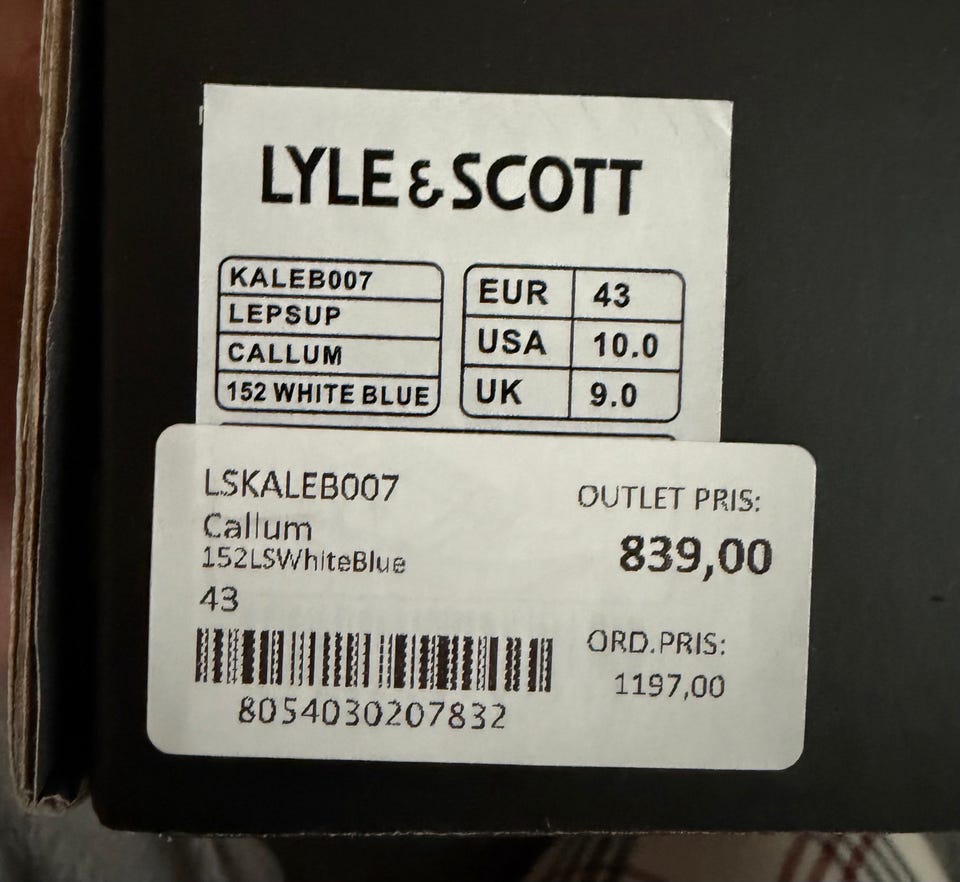 LYLE & SCOTT
KALEB007
LEPSUP
CALLUM
152 WHITE BLUE
EUR 43
USA 10.0
UK 9.0
LSKALEB007
Callum
152LSWhiteBlue
43
8054030207832
OUTLET PRIS:
839,00
ORD.PRIS:
1197,00